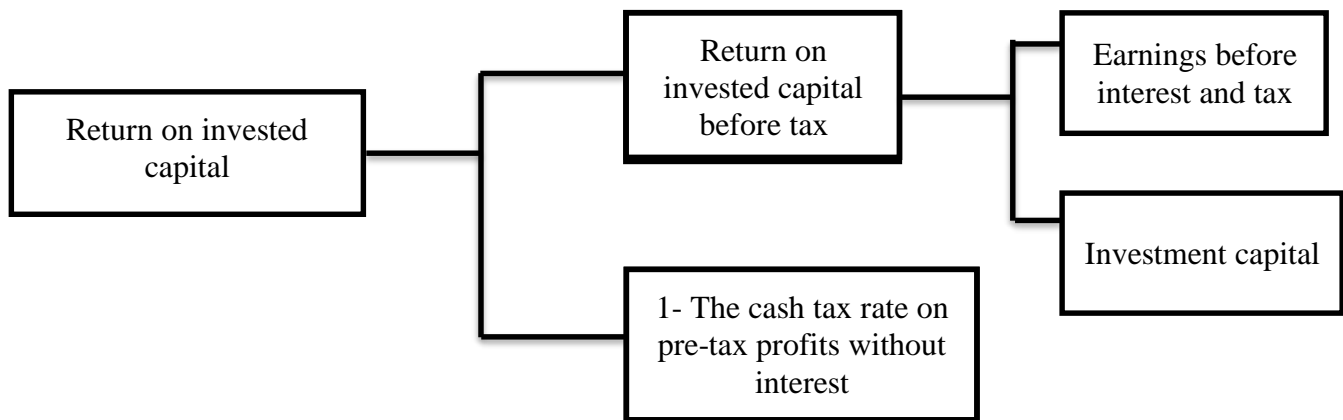 Return on invested
capital
Return on
invested capital
before tax
1- The cash tax rate on
pre-tax profits without
interest
Earnings before
interest and tax
Investment capital